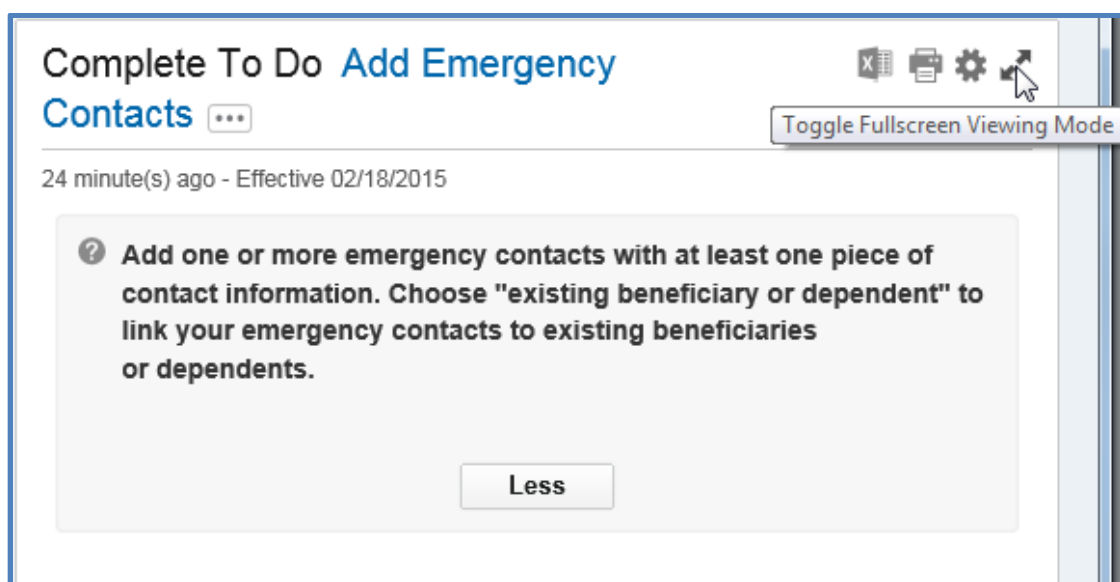 Complete To Do Add Emergency
Contacts
Toggle Fullscreen Viewing Mode
24 minute(s) ago - Effective 02/18/2015
Add one or more emergency contacts with at least one piece of
contact information. Choose "existing beneficiary or dependent" to
link your emergency contacts to existing beneficiaries
or dependents.
Less